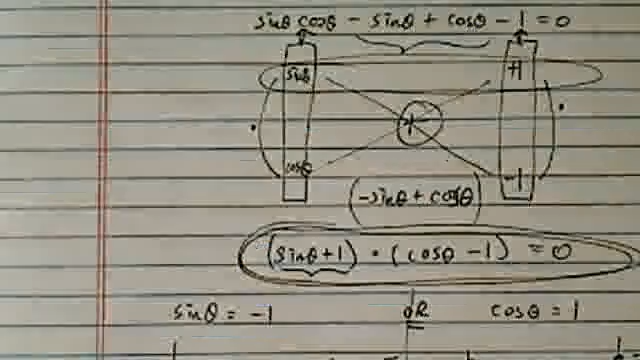 sinθ cosθ - sinθ + cosθ - 1 = 0
sinθ +1
+
cosθ -1
(-sinθ + cosθ)
(sinθ + 1) • (cosθ - 1) = 0
sinθ = -1 OR cosθ = 1